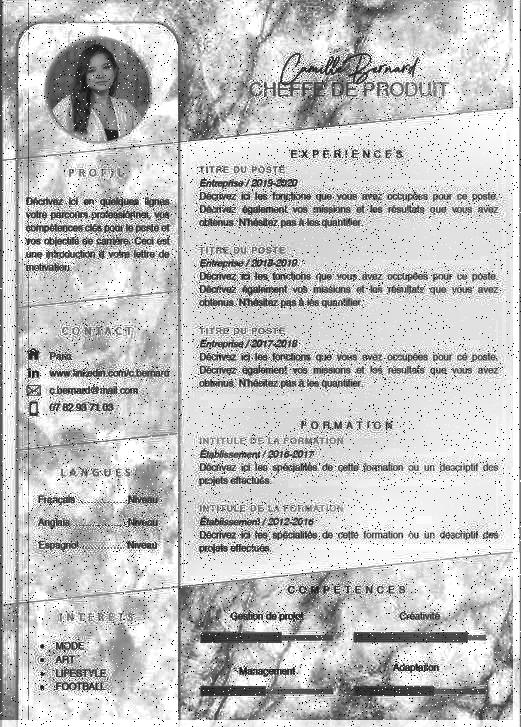 Camille Bernard
CHEFFE DE PRODUIT
PROFIL
Décrivez ici en quelques lignes
votre parcours professionnel, vos
compétences clés pour le poste et
vos objectifs de carrière. Ceci est
une introduction à votre lettre de
motivation.
CONTACT
Paris
www.linkedin.com/c.bernard
c.bernard@mail.com
07 82 98 71 03
LANGUES
Français ............. Niveau
Anglais ............. Niveau
Espagnol ............. Niveau
INTERETS
MODE
ART
LIFESTYLE
FOOTBALL
EXPÉRIENCES
TITRE DU POSTE
Entreprise / 2019-2020
Décrivez ici les fonctions que vous avez occupées pour ce poste.
Décrivez également vos missions et les résultats que vous avez
obtenus. N'hésitez pas à les quantifier.
TITRE DU POSTE
Entreprise / 2018-2019
Décrivez ici les fonctions que vous avez occupées pour ce poste.
Décrivez également vos missions et les résultats que vous avez
obtenus. N'hésitez pas à les quantifier.
TITRE DU POSTE
Entreprise / 2017-2018
Décrivez ici les fonctions que vous avez occupées pour ce poste.
Décrivez également vos missions et les résultats que vous avez
obtenus. N'hésitez pas à les quantifier.
FORMATION
INTITULÉ DE LA FORMATION
Établissement / 2016-2017
Décrivez ici les spécialités de cette formation ou un descriptif des
projets effectués.
INTITULÉ DE LA FORMATION
Établissement / 2012-2016
Décrivez ici les spécialités de cette formation ou un descriptif des
projets effectués.
COMPÉTENCES
Gestion de projet
Créativité
Management
Adaptation